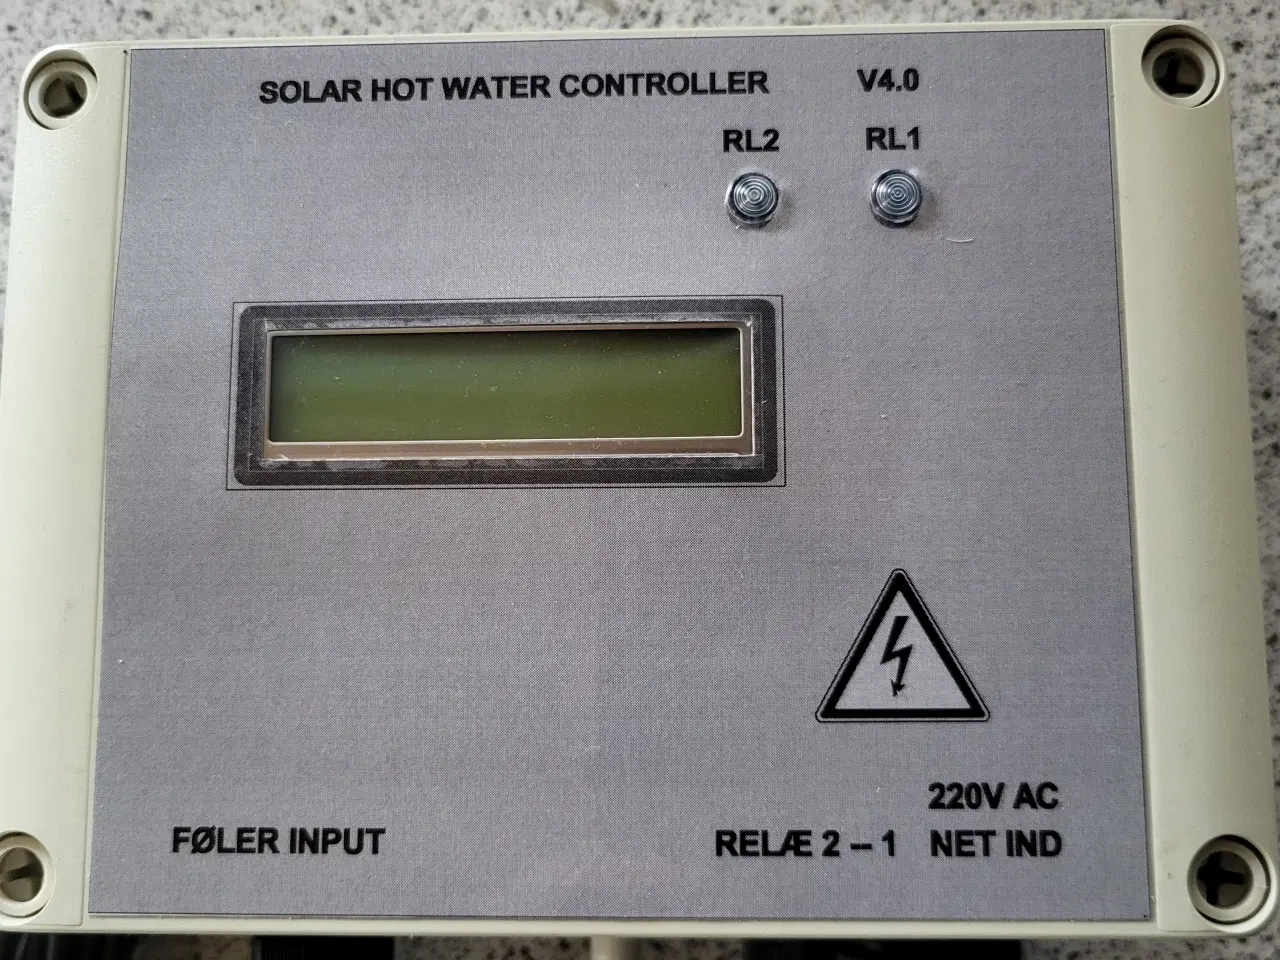 SOLAR HOT WATER CONTROLLER V4.0
RL2 RL1
220V AC
FØLER INPUT RELÆ 2 – 1 NET IND